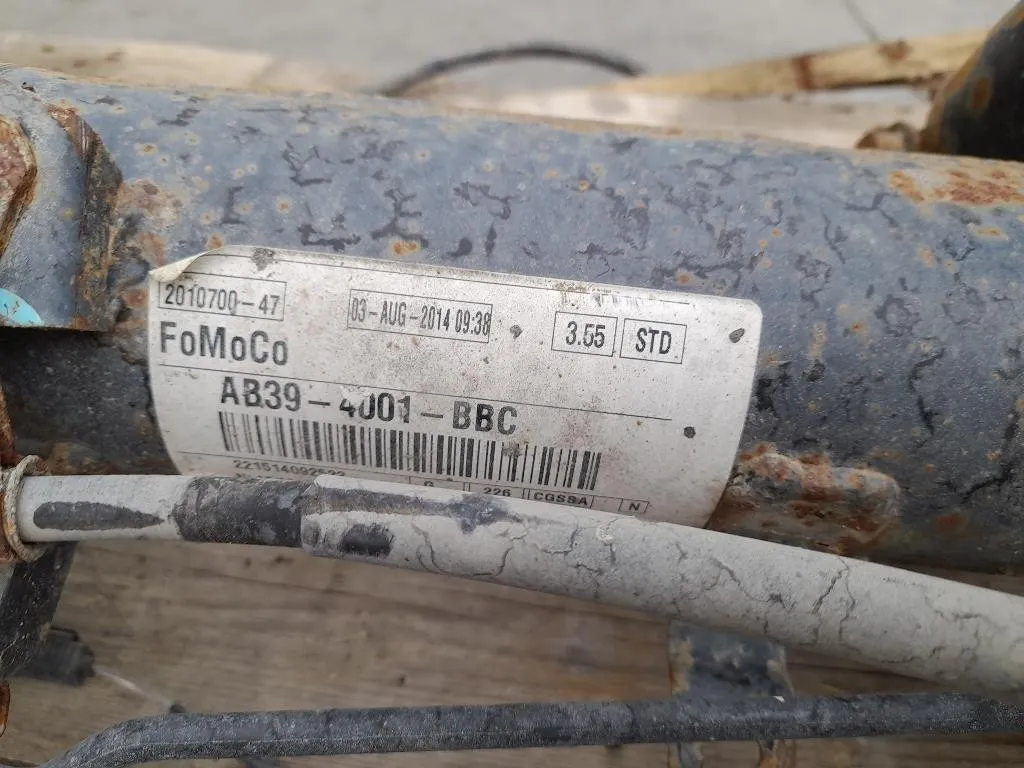 2010700-47 03-AUG-2014 09:38 3.55 STD
FoMoCo
AB39-4001-BBC
G 226 CGSSA N